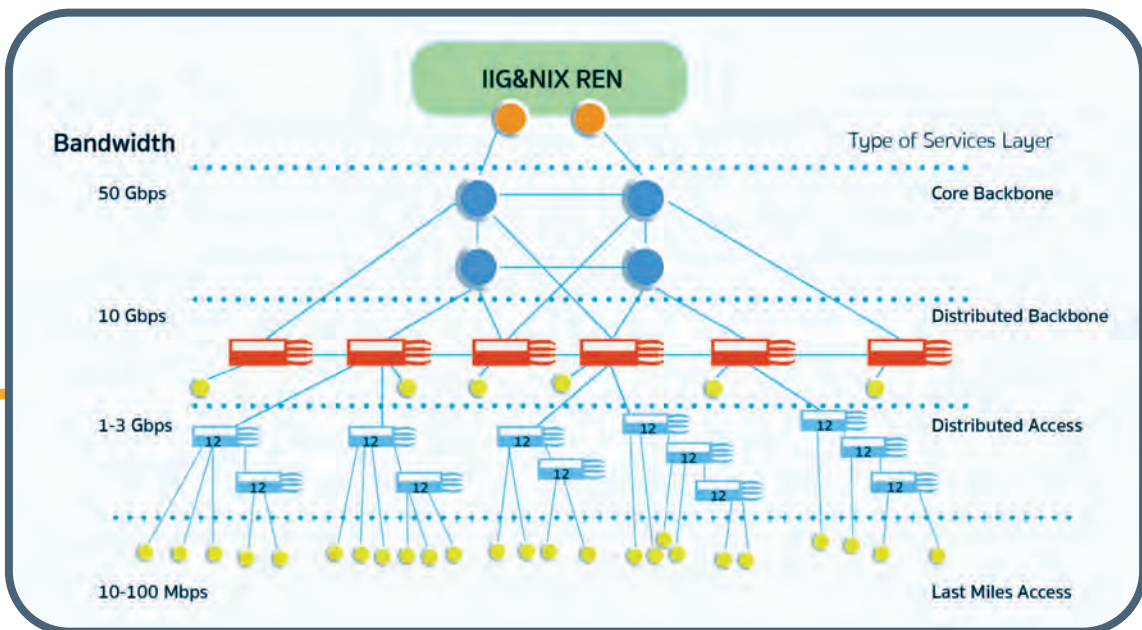 IIG&NIX REN
Bandwidth
Type of Services Layer
50 Gbps
Core Backbone
10 Gbps
Distributed Backbone
1-3 Gbps
Distributed Access
12
12
12
12
12
12
12
12
12
12
12
12
10-100 Mbps
Last Miles Access